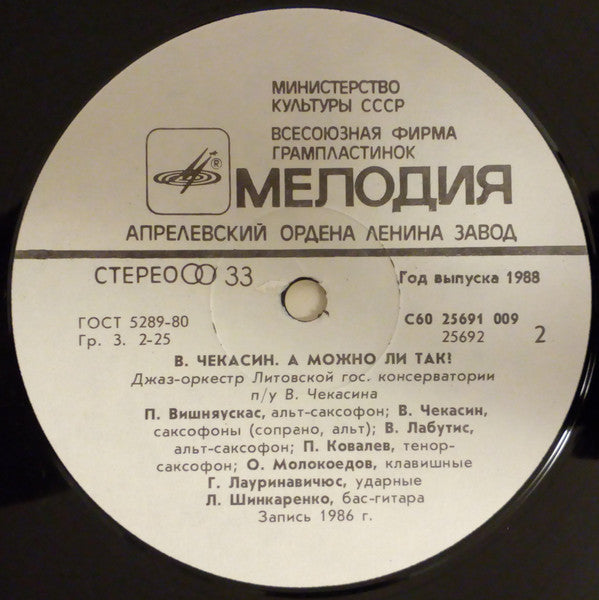 МИНИСТЕРСТВО
КУЛЬТУРЫ СССР
ВСЕСОЮЗНАЯ ФИРМА
ГРАМПЛАСТИНОК
®
МЕЛОДИЯ
АПРЕЛЕВСКИЙ ОРДЕНА ЛЕНИНА ЗАВОД
СТЕРЕО 33
Год выпуска 1988
ГОСТ 5289-80
Гр. 3. 2-25
С60 25691 009
25692
2
В. ЧЕКАСИН. А МОЖНО ЛИ ТАК!
Джаз-оркестр Литовской гос. консерватории
п/у В. Чекасина
П. Вишняускас, альт-саксофон; В. Чекасин,
саксофоны (сопрано, альт); В. Лабутис,
альт-саксофон; П. Ковалев, тенор-
саксофон; О. Молокоедов, клавишные
Г. Лауринавичюс, ударные
Л. Шинкаренко, бас-гитара
Запись 1986 г.